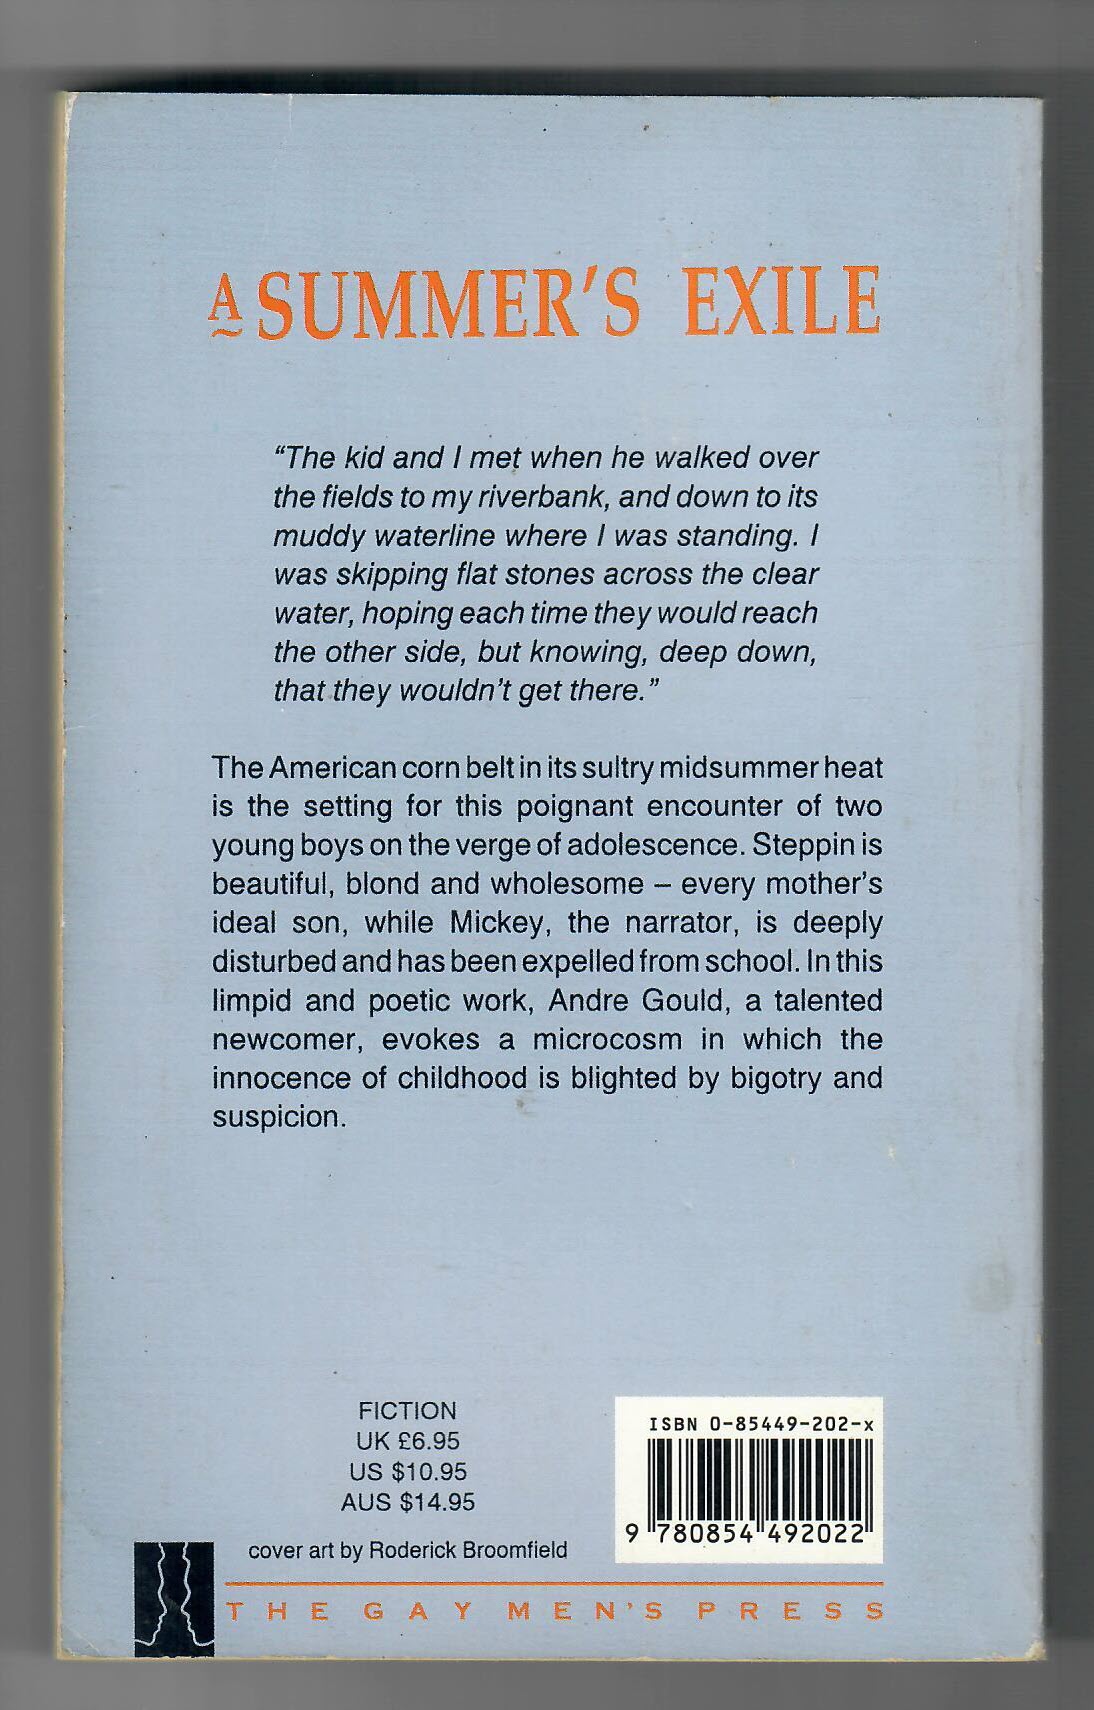 A SUMMER'S EXILE
“The kid and I met when he walked over
the fields to my riverbank, and down to its
muddy waterline where I was standing. I
was skipping flat stones across the clear
water, hoping each time they would reach
the other side, but knowing, deep down,
that they wouldn't get there.”
The American corn belt in its sultry midsummer heat
is the setting for this poignant encounter of two
young boys on the verge of adolescence. Steppin is
beautiful, blond and wholesome – every mother's
ideal son, while Mickey, the narrator, is deeply
disturbed and has been expelled from school. In this
limpid and poetic work, Andre Gould, a talented
newcomer, evokes a microcosm in which the
innocence of childhood is blighted by bigotry and
suspicion.
FICTION
UK £6.95
US $10.95
AUS $14.95
cover art by Roderick Broomfield
ISBN 0-85449-202-x
9 780854 492022
THE GAY MEN'S PRESS